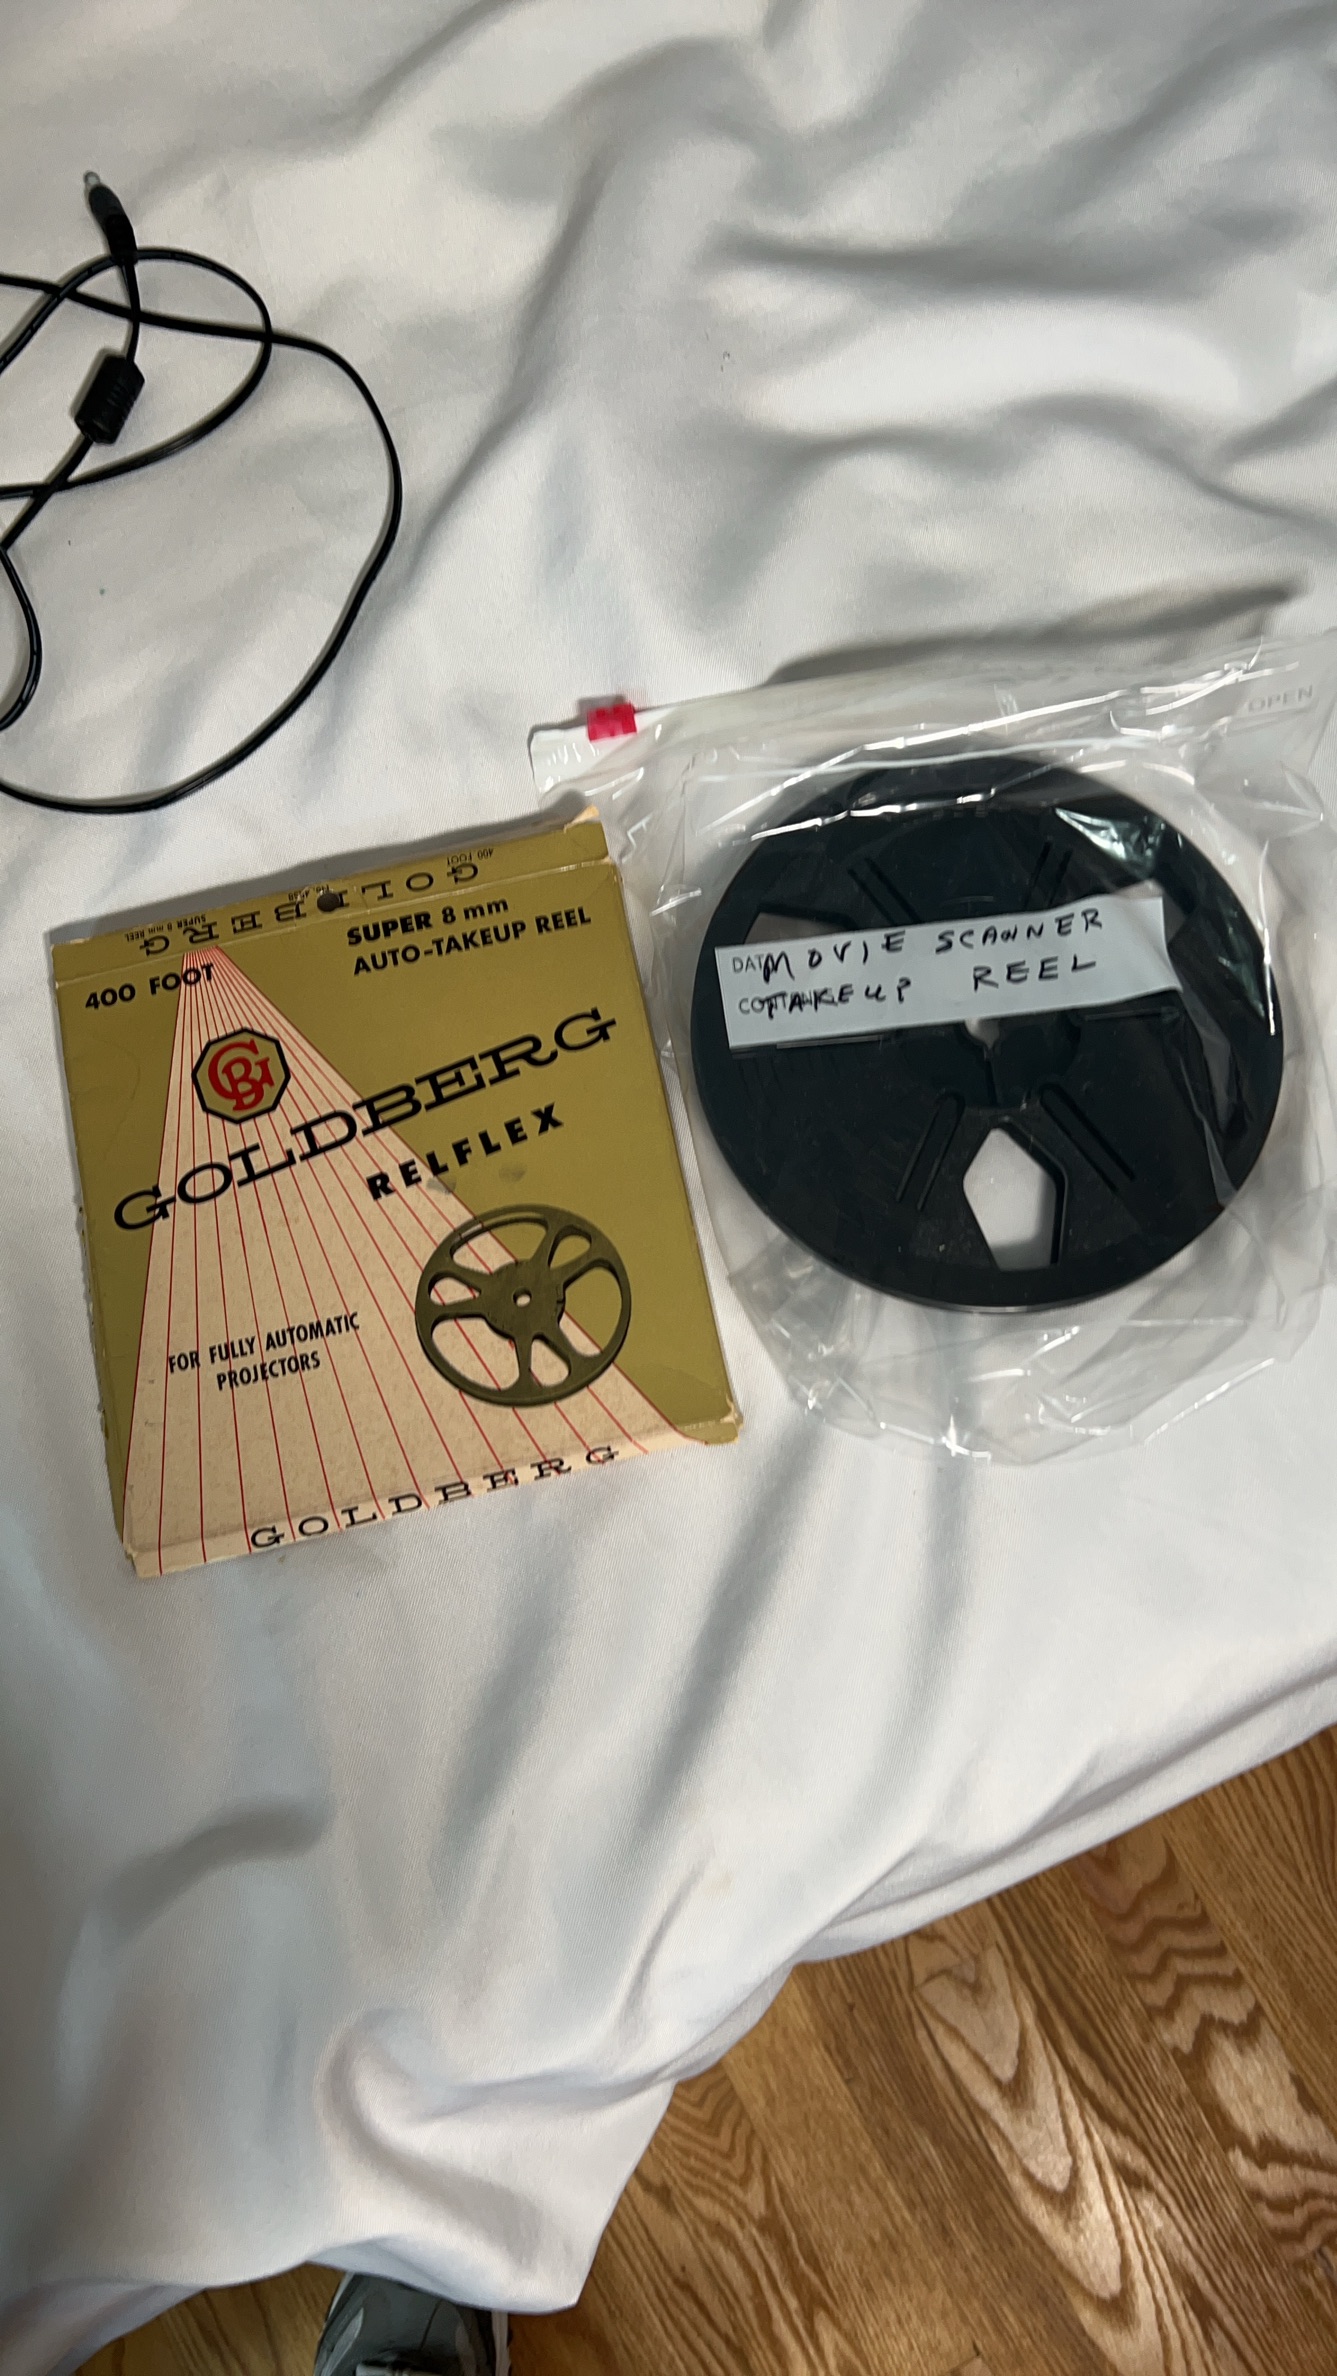 GOLDBERG
400 FOOT
SUPER 8 MM REEL
400 FOOT
SUPER 8 mm
AUTO-TAKEUP REEL
GBI
GOLDBERG
RELFLEX
FOR FULLY AUTOMATIC
PROJECTORS
GOLDBERG
OPEN
MOVIE SCANNER
TAKEUP REEL